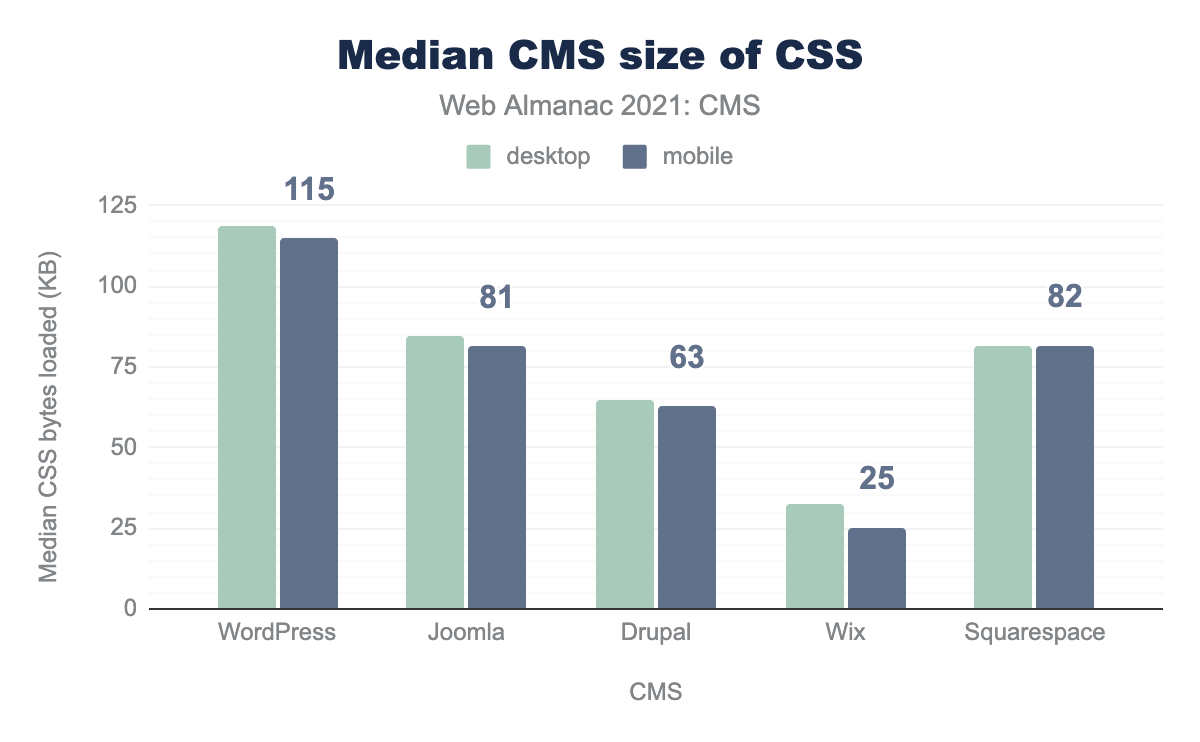 Median CMS size of CSS
Web Almanac 2021: CMS
desktop mobile
Median CSS bytes loaded (KB)
125
100
75
50
25
0
115
81
63
25
82
WordPress Joomla Drupal Wix Squarespace
CMS